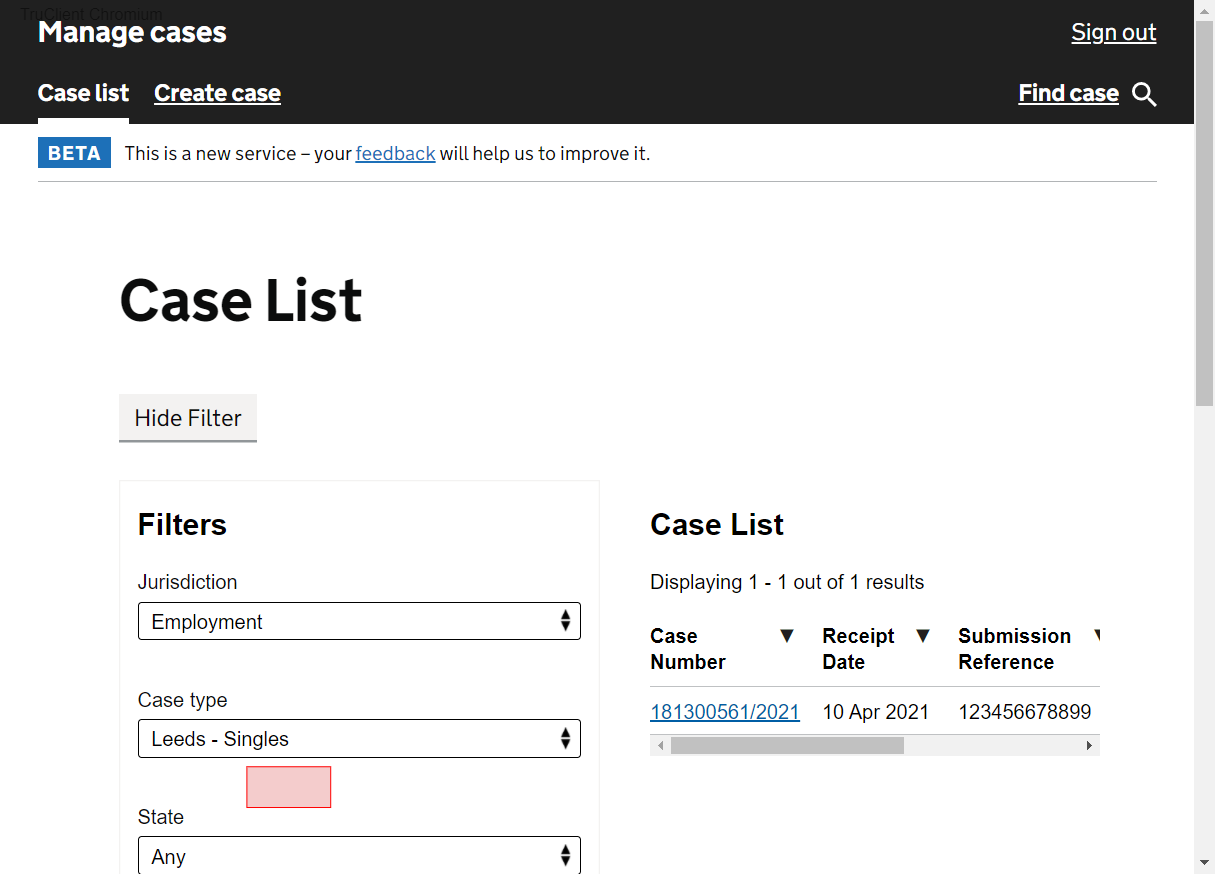 TruClient Chromium
Manage cases
Sign out
Case list
Create case
Find case
BETA
This is a new service – your feedback will help us to improve it.
Case List
Hide Filter
Filters
Jurisdiction
Employment
Case type
Leeds - Singles
State
Any
Case List
Displaying 1 - 1 out of 1 results
Case Number ▼ Receipt Date ▼ Submission Reference ▼
181300561/2021 10 Apr 2021 123456678899